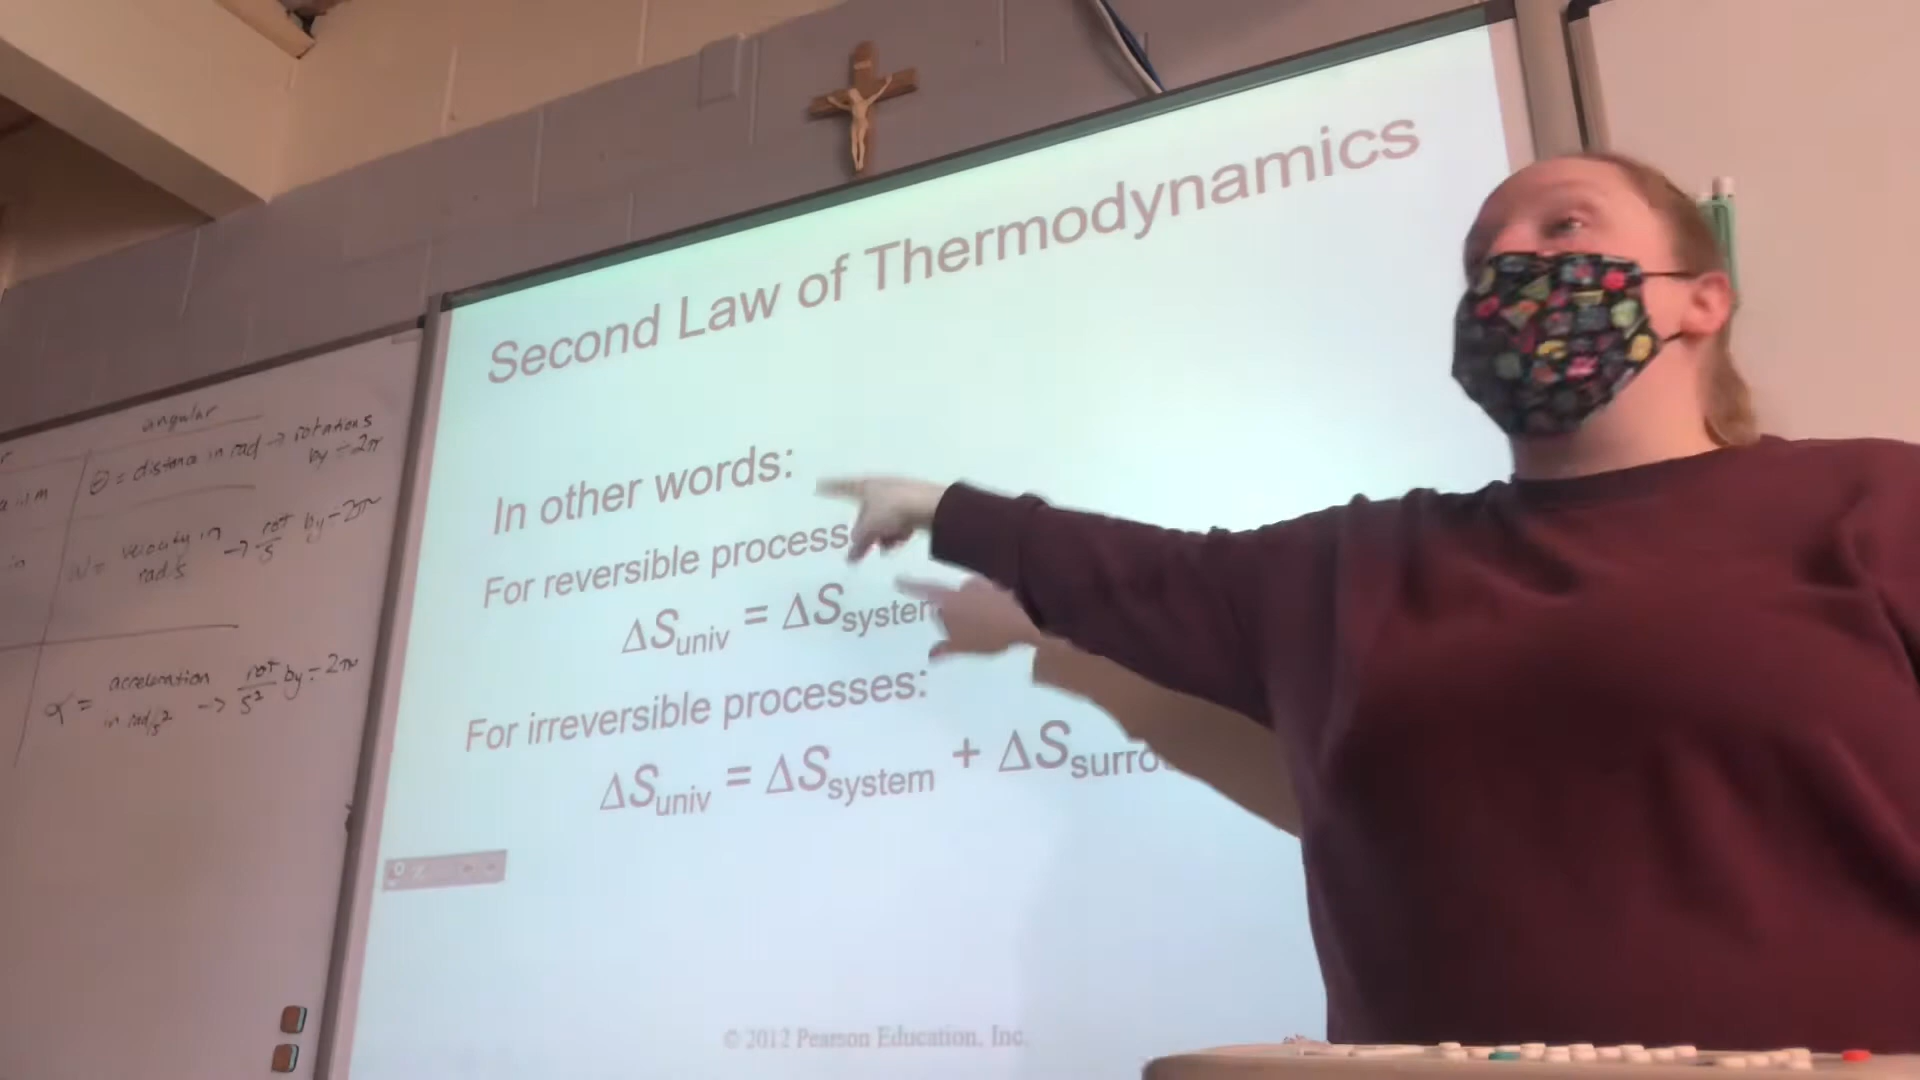 Second Law of Thermodynamics
In other words:
For reversible process
ΔSuniv = ΔSsystem
For irreversible processes:
ΔSuniv = ΔSsystem + ΔSsurro
© 2012 Pearson Education, Inc.
angular
θ = distance in rad → rotations
by ÷ 2π
in
ω = velocity in
rad/s
→ rot/s by ÷ 2π
α = acceleration
in rad/s² → rot/s² by ÷ 2π